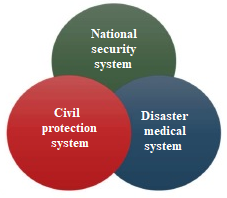 National
security
system
Civil
protection
system
Disaster
medical
system